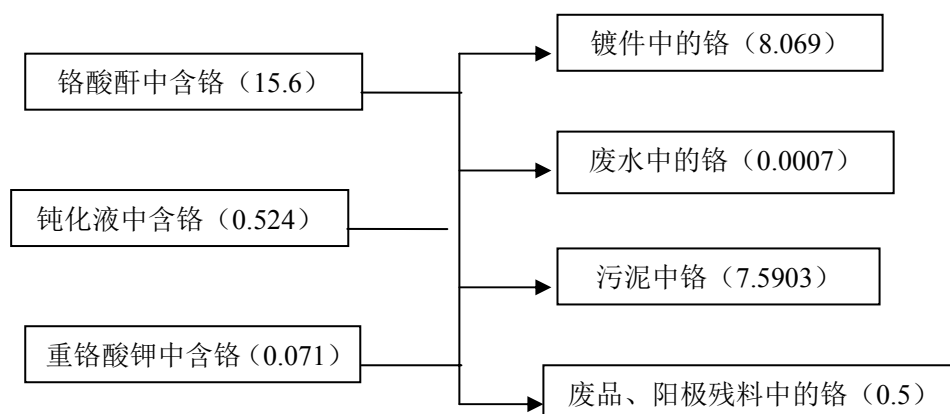 铬酸酐中含铬（15.6）
钝化液中含铬（0.524）
重铬酸钾中含铬（0.071）
镀件中的铬（8.069）
废水中的铬（0.0007）
污泥中铬（7.5903）
废品、阳极残料中的铬（0.5）